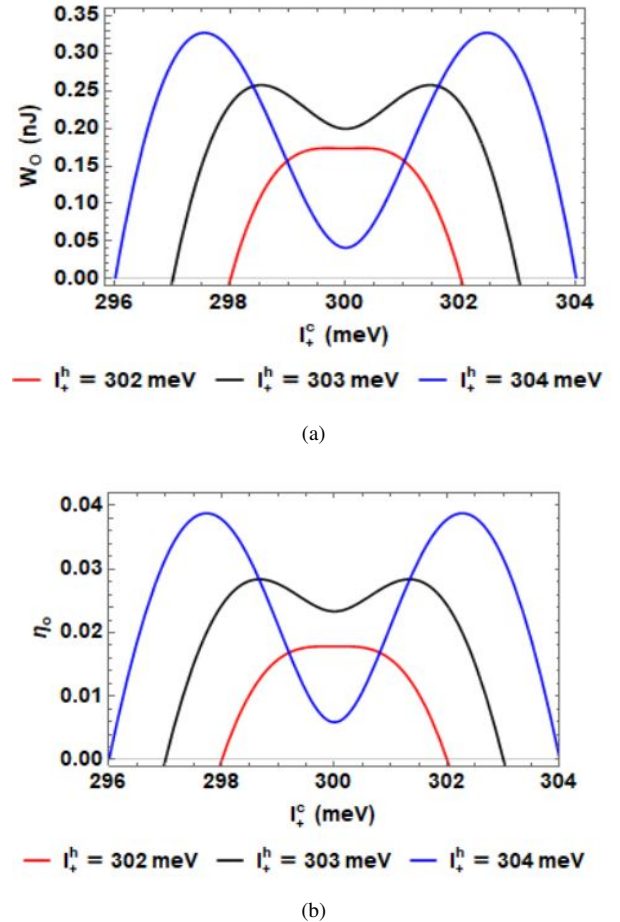 0.35
0.30
0.25
0.20
0.15
0.10
0.05
0.00
W_O (nJ)
296 298 300 302 304
I_+^c (meV)
I_+^h = 302 meV I_+^h = 303 meV I_+^h = 304 meV
(a)
0.04
0.03
0.02
0.01
0.00
η_o
296 298 300 302 304
I_+^c (meV)
I_+^h = 302 meV I_+^h = 303 meV I_+^h = 304 meV
(b)